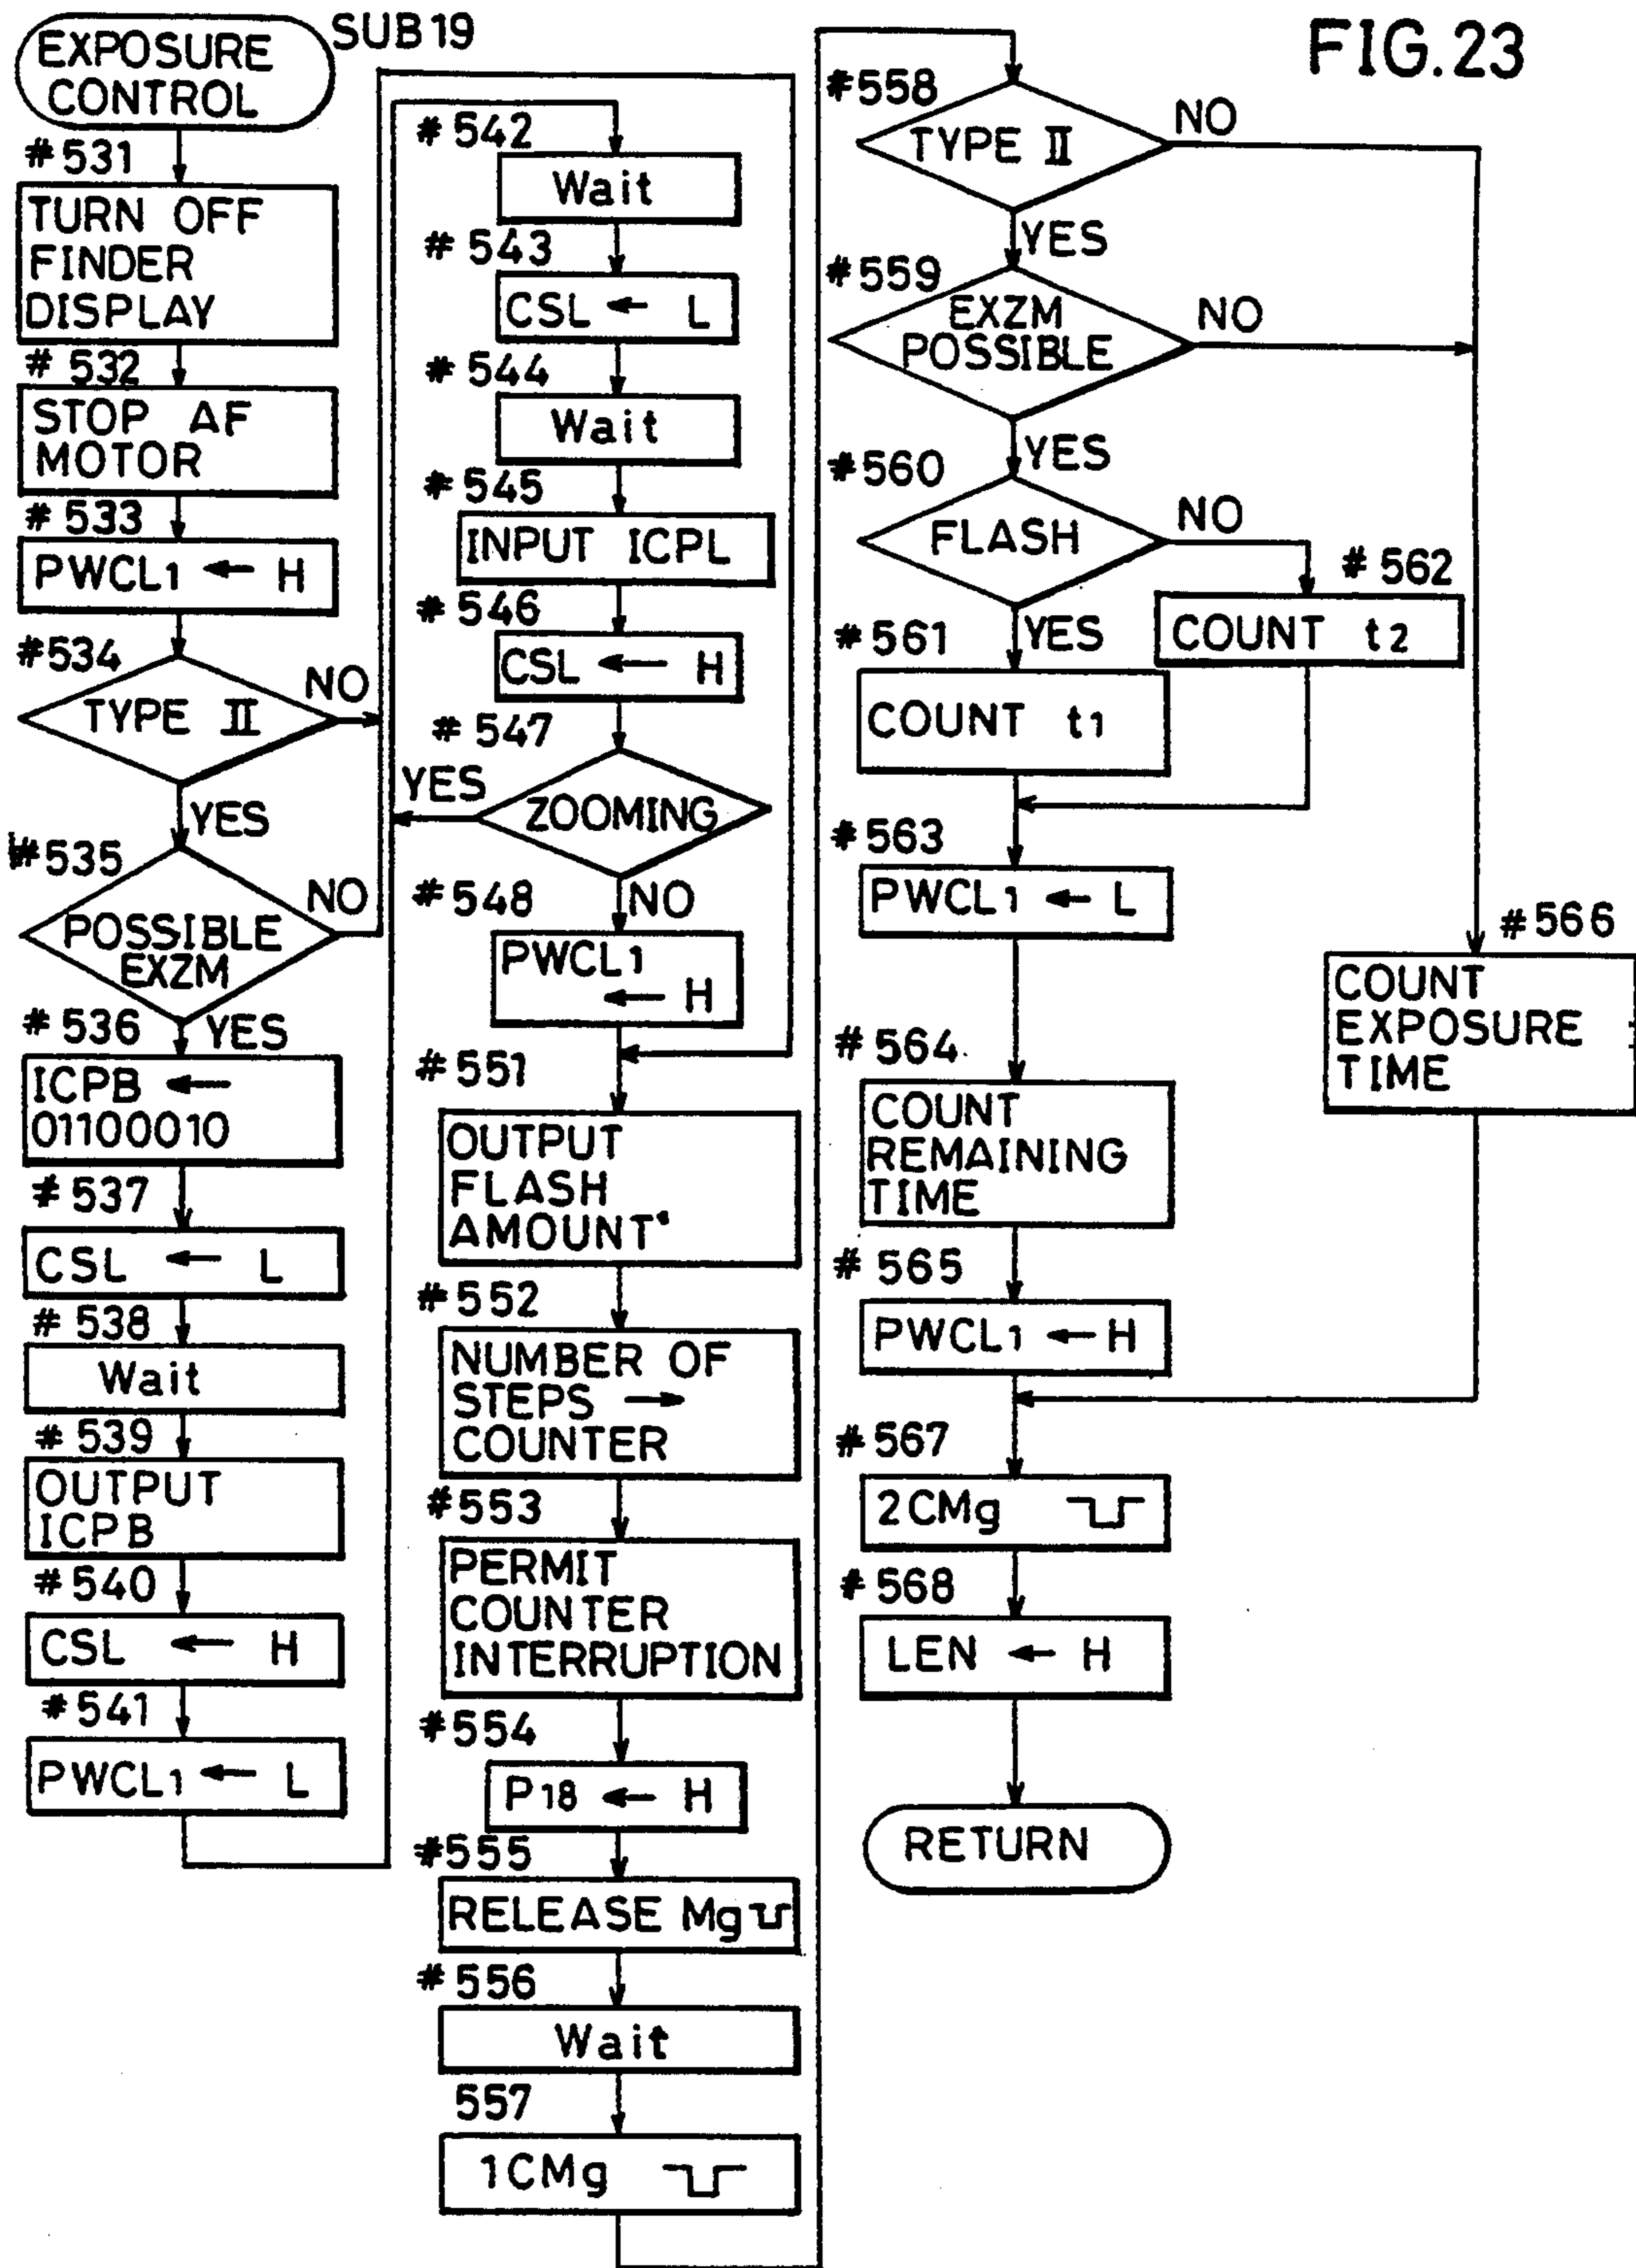 FIG.23
SUB19
EXPOSURE
CONTROL
#531
TURN OFF
FINDER
DISPLAY
#532
STOP AF
MOTOR
#533
PWCL1 ← H
#534
TYPE II
NO
YES
#535
POSSIBLE
EXZM
NO
YES
#536
ICPB ←
01100010
#537
CSL ← L
#538
Wait
#539
OUTPUT
ICPB
#540
CSL ← H
#541
PWCL1 ← L
#542
Wait
#543
CSL ← L
#544
Wait
#545
INPUT ICPL
#546
CSL ← H
#547
ZOOMING
YES
NO
#548
PWCL1
← H
#551
OUTPUT
FLASH
AMOUNT
#552
NUMBER OF
STEPS →
COUNTER
#553
PERMIT
COUNTER
INTERRUPTION
#554
P18 ← H
#555
RELEASE Mg
#556
Wait
557
1CMg
#558
TYPE II
NO
YES
#559
EXZM
POSSIBLE
NO
YES
#560
FLASH
NO
YES
#561
COUNT t1
#562
COUNT t2
#563
PWCL1 ← L
#564
COUNT
REMAINING
TIME
#565
PWCL1 ← H
#566
COUNT
EXPOSURE
TIME
#567
2CMg
#568
LEN ← H
RETURN